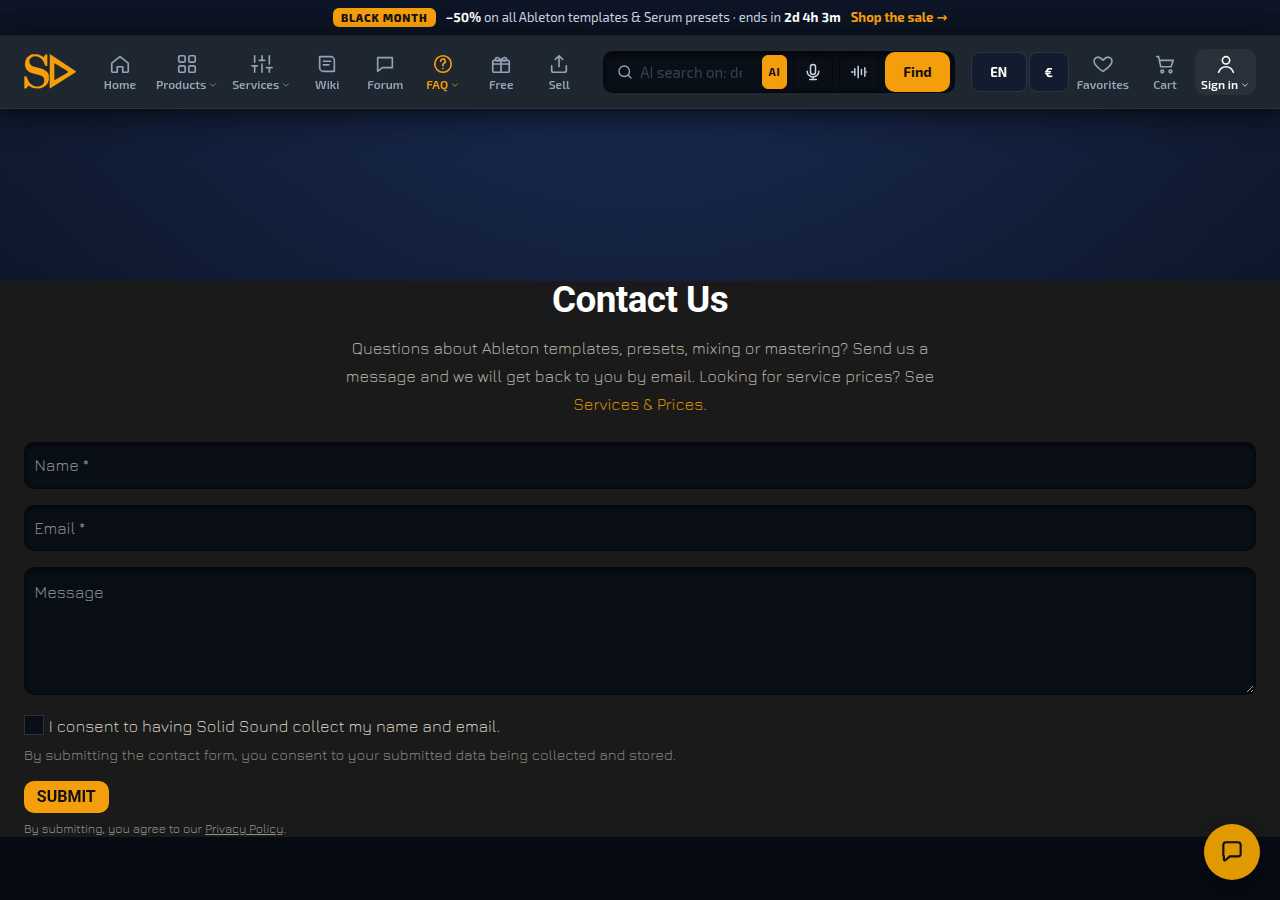 BLACK MONTH −50% on all Ableton templates & Serum presets · ends in 2d 4h 3m Shop the sale →
Home Products Services Wiki Forum FAQ Free Sell AI search on: dr AI Find EN € Favorites Cart Sign in
Contact Us
Questions about Ableton templates, presets, mixing or mastering? Send us a
message and we will get back to you by email. Looking for service prices? See
Services & Prices.
Name *
Email *
Message
I consent to having Solid Sound collect my name and email.
By submitting the contact form, you consent to your submitted data being collected and stored.
SUBMIT
By submitting, you agree to our Privacy Policy.